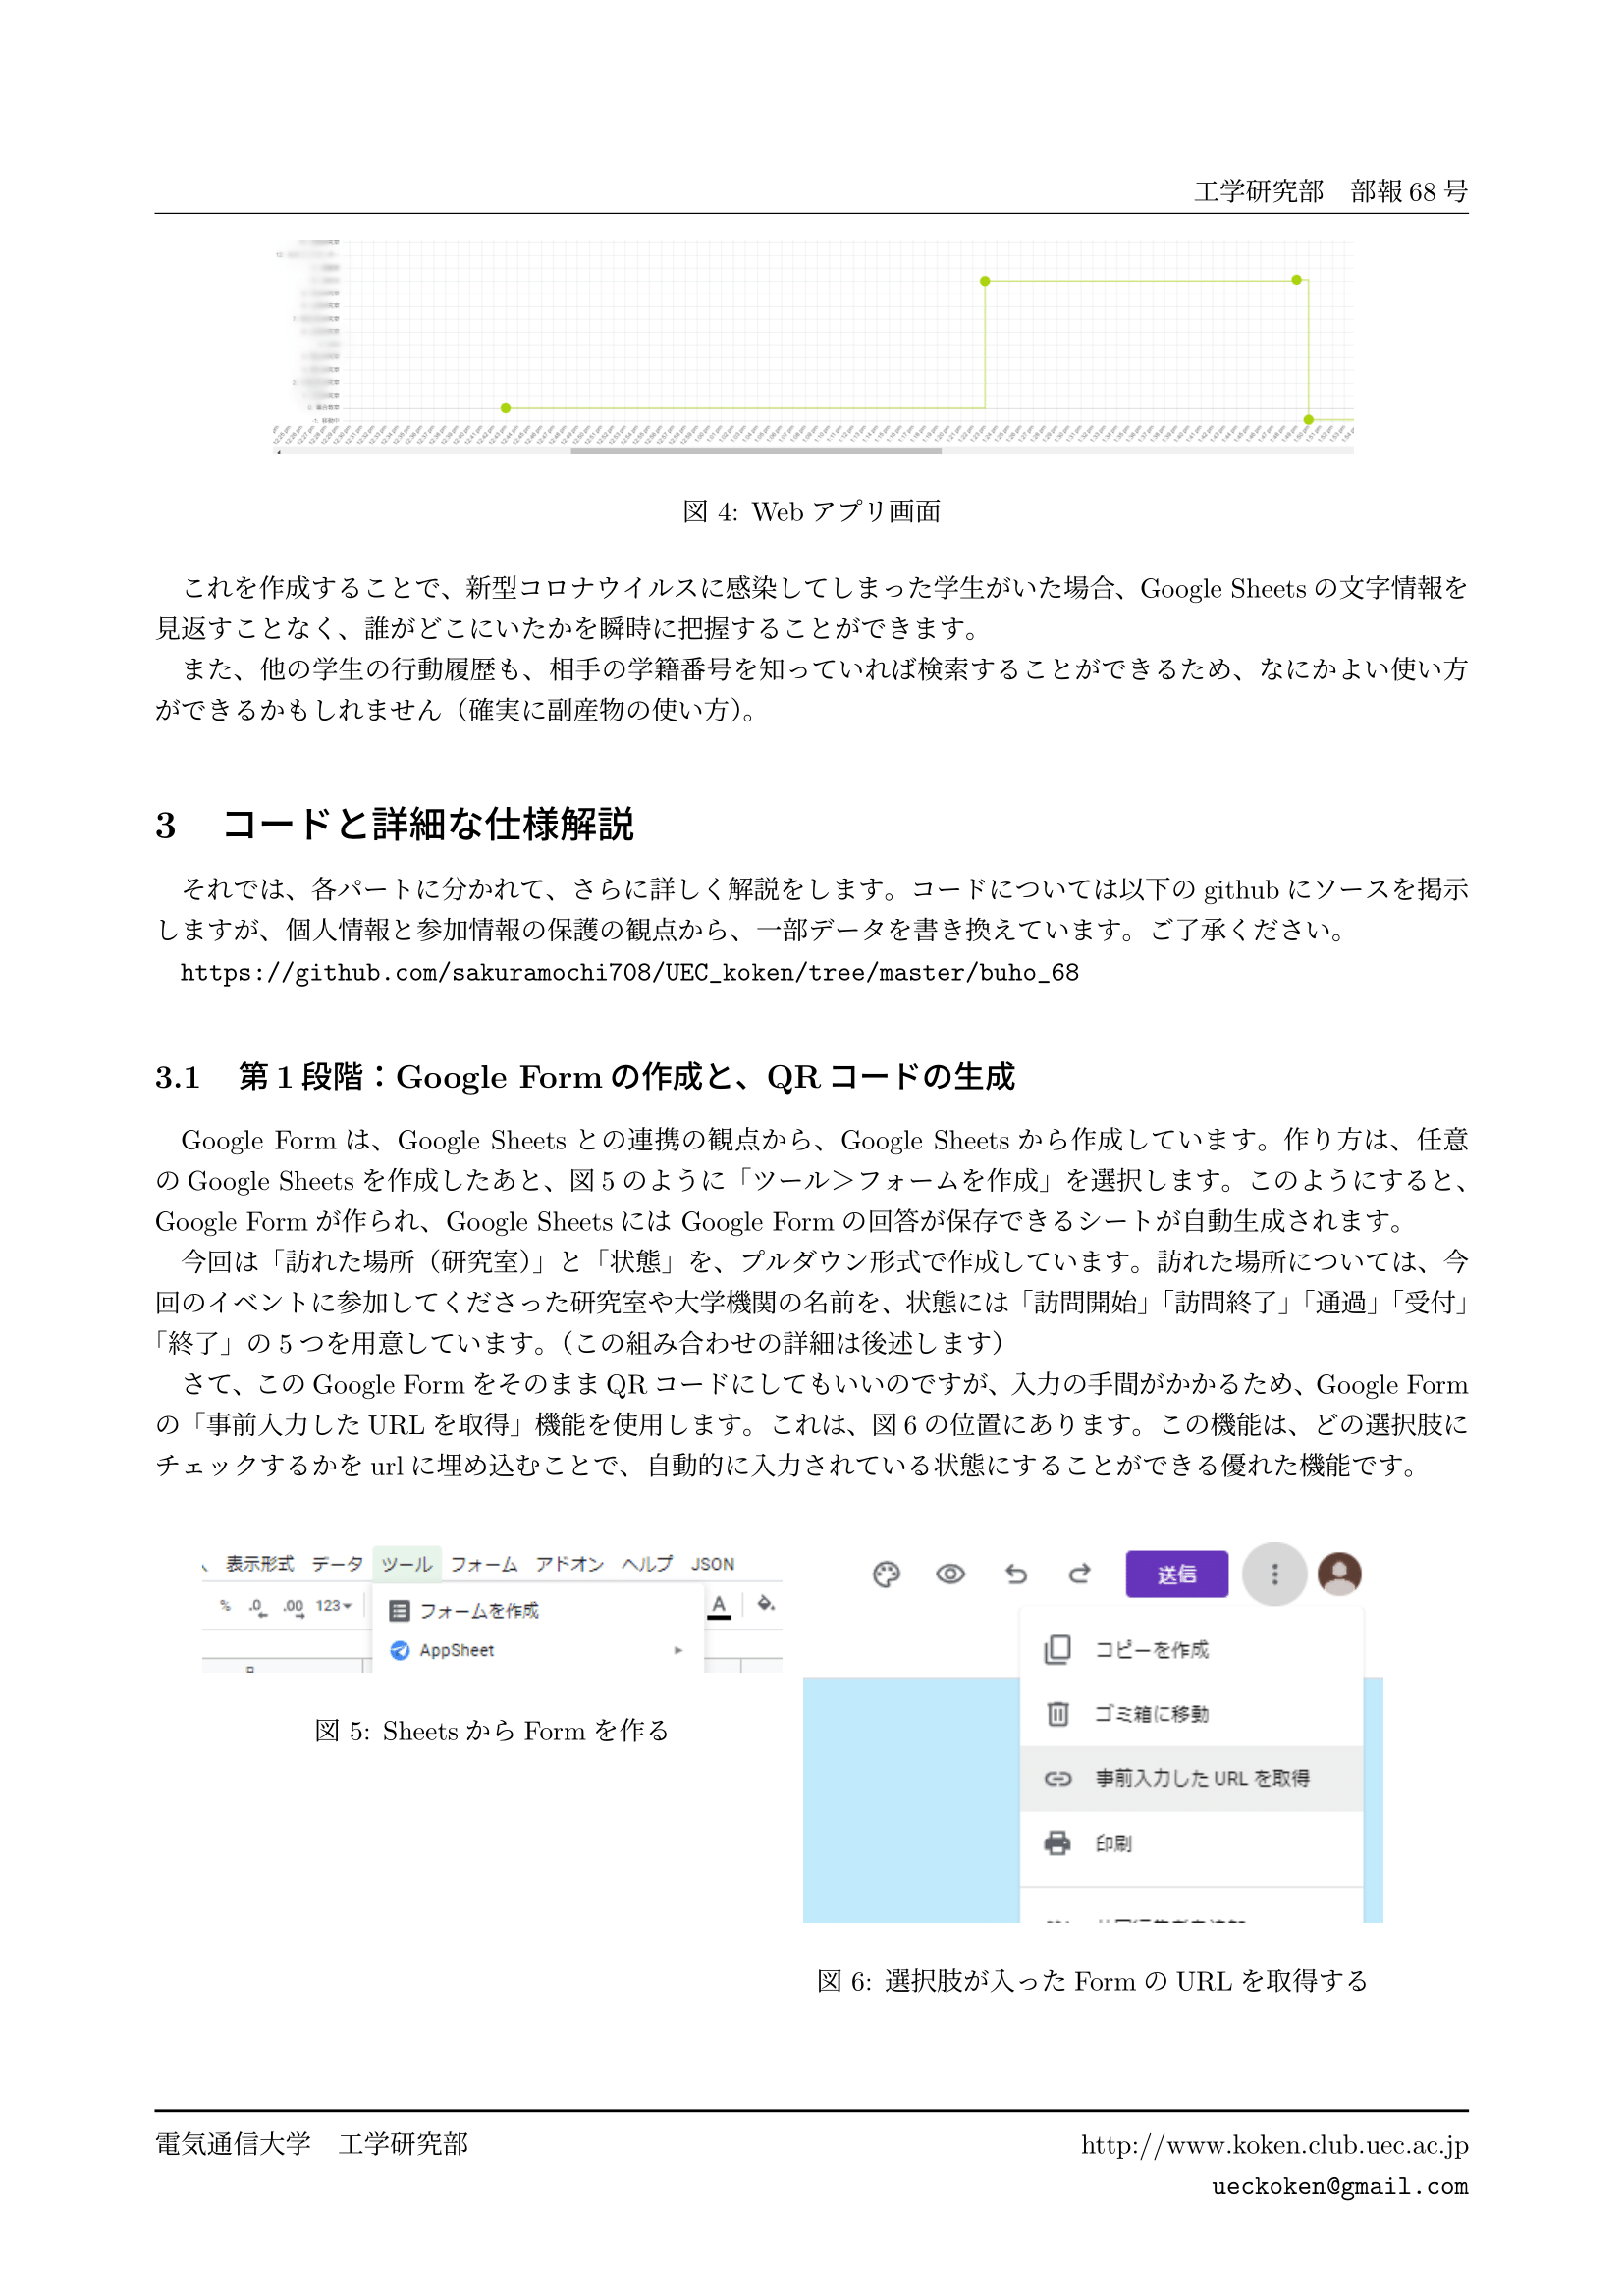 工学研究部　部報 68 号
図 4: Web アプリ画面
これを作成することで、新型コロナウイルスに感染してしまった学生がいた場合、Google Sheets の文字情報を
見返すことなく、誰がどこにいたかを瞬時に把握することができます。
また、他の学生の行動履歴も、相手の学籍番号を知っていれば検索することができるため、なにかよい使い方
ができるかもしれません（確実に副産物の使い方）。
3　コードと詳細な仕様解説
それでは、各パートに分かれて、さらに詳しく解説をします。コードについては以下の github にソースを掲示
しますが、個人情報と参加情報の保護の観点から、一部データを書き換えています。ご了承ください。
https://github.com/sakuramochi708/UEC_koken/tree/master/buho_68
3.1　第 1 段階：Google Form の作成と、QR コードの生成
Google Form は、Google Sheets との連携の観点から、Google Sheets から作成しています。作り方は、任意
の Google Sheets を作成したあと、図 5 のように「ツール＞フォームを作成」を選択します。このようにすると、
Google Form が作られ、Google Sheets には Google Form の回答が保存できるシートが自動生成されます。
今回は「訪れた場所（研究室）」と「状態」を、プルダウン形式で作成しています。訪れた場所については、今
回のイベントに参加してくださった研究室や大学機関の名前を、状態には「訪問開始」「訪問終了」「通過」「受付」
「終了」の 5 つを用意しています。（この組み合わせの詳細は後述します）
さて、この Google Form をそのまま QR コードにしてもいいのですが、入力の手間がかかるため、Google Form
の「事前入力した URL を取得」機能を使用します。これは、図 6 の位置にあります。この機能は、どの選択肢に
チェックするかを url に埋め込むことで、自動的に入力されている状態にすることができる優れた機能です。
表示形式 データ ツール フォーム アドオン ヘルプ JSON
% .0 .00 123 A
フォームを作成
AppSheet
図 5: Sheets から Form を作る
送信
コピーを作成
ゴミ箱に移動
事前入力した URL を取得
印刷
図 6: 選択肢が入った Form の URL を取得する
電気通信大学　工学研究部
http://www.koken.club.uec.ac.jp
ueckoken@gmail.com